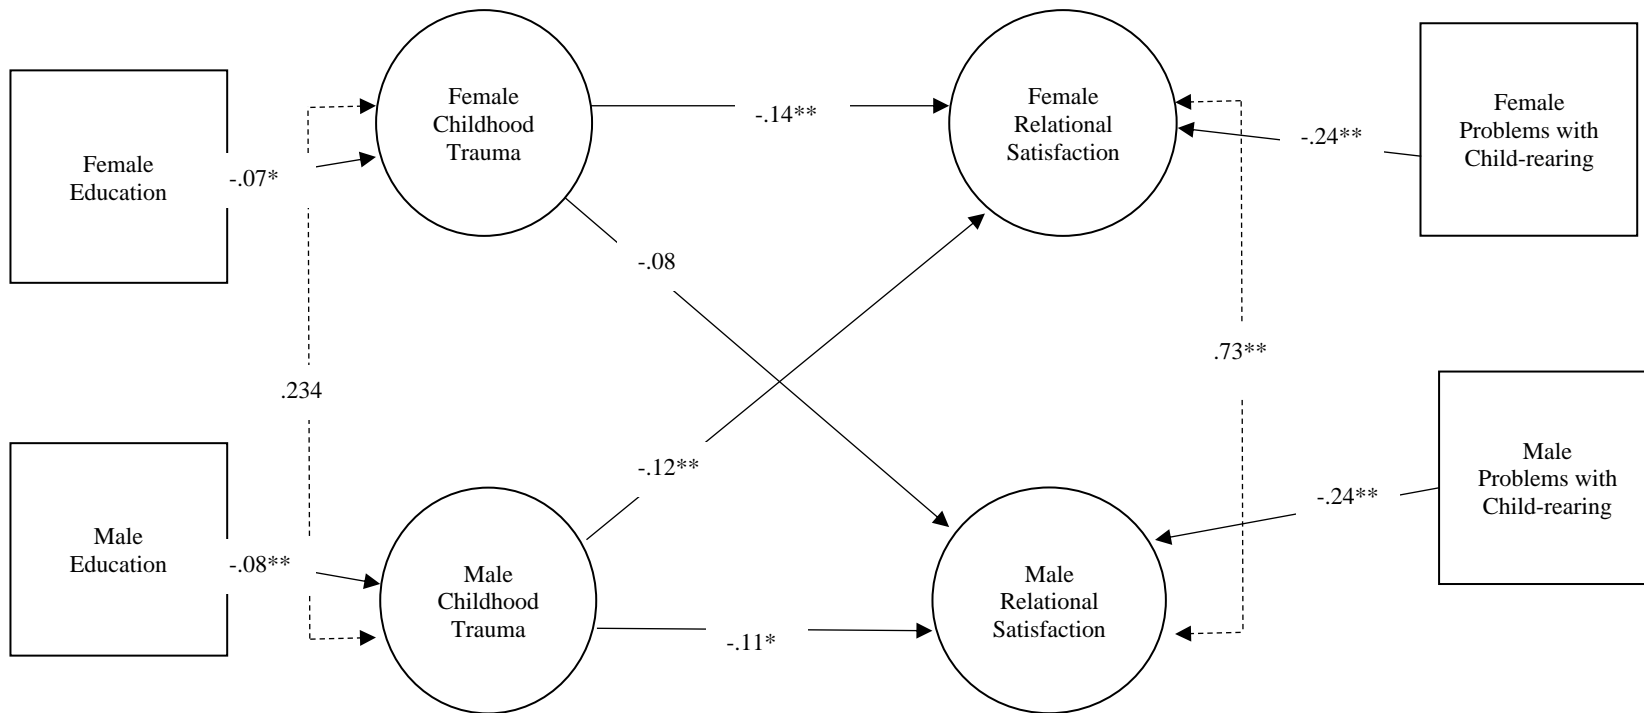 Female
Education
-.07*
Female
Childhood
Trauma
-.14**
Female
Relational
Satisfaction
-.24**
Female
Problems with
Child-rearing
-.08
.234
-.12**
.73**
Male
Education
-.08**
Male
Childhood
Trauma
-.11*
Male
Relational
Satisfaction
-.24**
Male
Problems with
Child-rearing